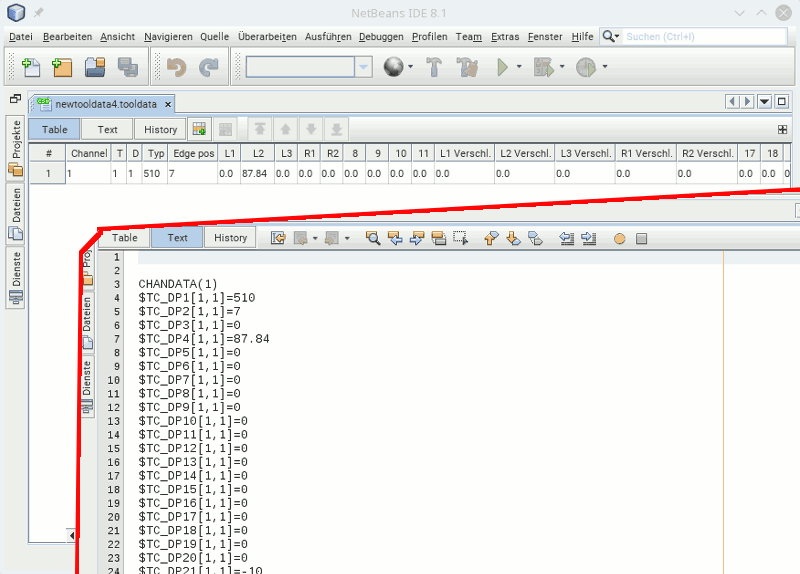 NetBeans IDE 8.1
Datei Bearbeiten Ansicht Navigieren Quelle Überarbeiten Ausführen Debuggen Profilen Team Extras Fenster Hilfe Suchen (Ctrl+I)
newtooldata4.tooldata
Table Text History
# Channel T D Typ Edge pos L1 L2 L3 R1 R2 8 9 10 11 L1 Verschl. L2 Verschl. L3 Verschl. R1 Verschl. R2 Verschl. 17 18
1 1 1 1 510 7 0.0 87.84 0.0 0.0 0.0 0.0 0.0 0.0 0.0 0.0 0.0 0.0 0.0 0.0 0.0 0.0
Projekte
Dateien
Dienste
Table Text History
Dateien
Dienste
1
2
3 CHANDATA(1)
4 $TC_DP1[1,1]=510
5 $TC_DP2[1,1]=7
6 $TC_DP3[1,1]=0
7 $TC_DP4[1,1]=87.84
8 $TC_DP5[1,1]=0
9 $TC_DP6[1,1]=0
10 $TC_DP7[1,1]=0
11 $TC_DP8[1,1]=0
12 $TC_DP9[1,1]=0
13 $TC_DP10[1,1]=0
14 $TC_DP11[1,1]=0
15 $TC_DP12[1,1]=0
16 $TC_DP13[1,1]=0
17 $TC_DP14[1,1]=0
18 $TC_DP15[1,1]=0
19 $TC_DP16[1,1]=0
20 $TC_DP17[1,1]=0
21 $TC_DP18[1,1]=0
22 $TC_DP19[1,1]=0
23 $TC_DP20[1,1]=0
24 $TC_DP21[1,1]=-10